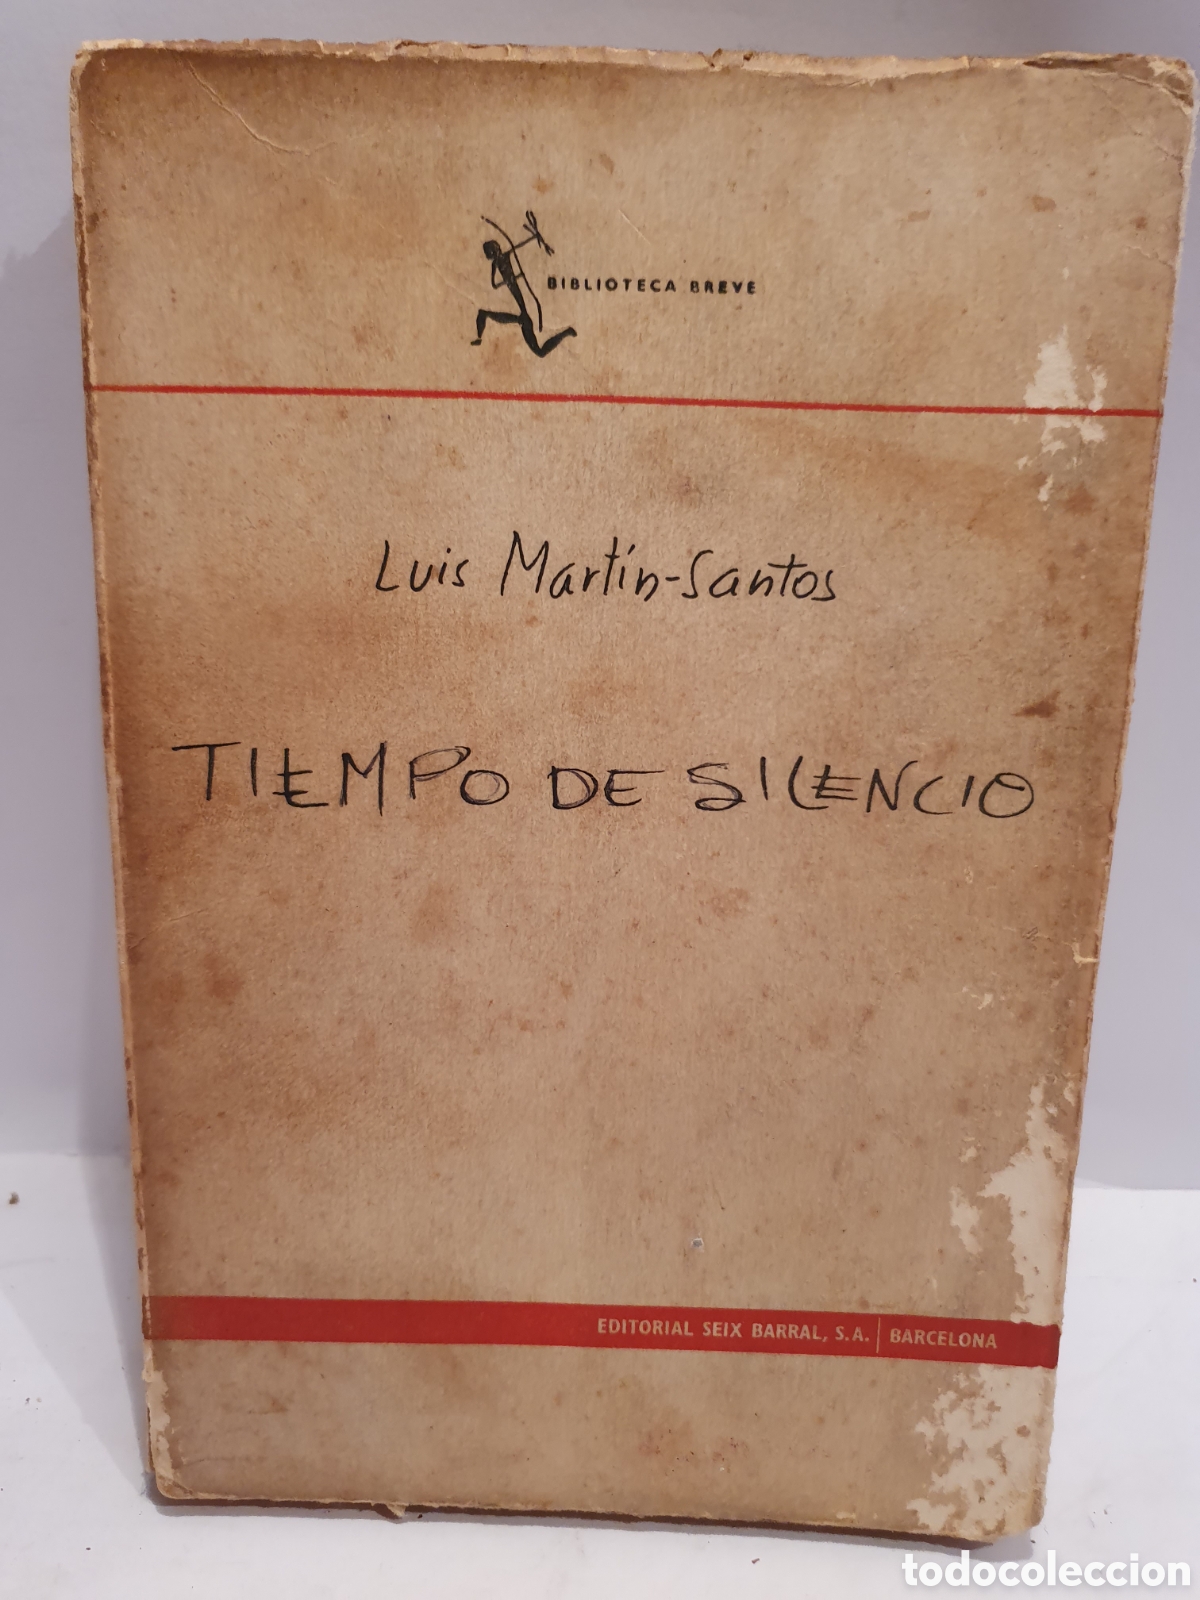 BIBLIOTECA BREVE
Luis Martín-Santos
TIEMPO DE SILENCIO
EDITORIAL SEIX BARRAL, S.A. | BARCELONA
todocoleccion